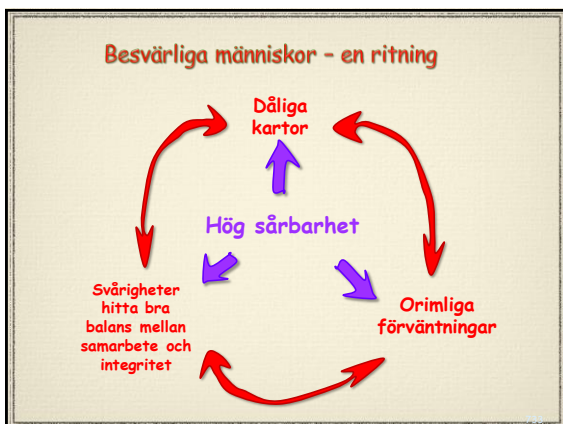 Besvärliga människor – en ritning
Dåliga
kartor
Hög sårbarhet
Svårigheter
hitta bra
balans mellan
samarbete och
integritet
Orimliga
förväntningar